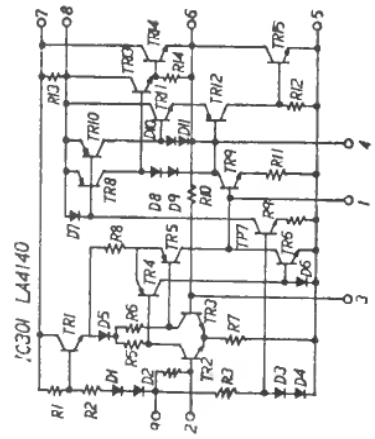 IC301 LA4140
7
8
6
5
R13
TR13
TR14
R14
TR15
TR10
TR11
D10
D11
TR12
R12
D7
TR8
D8
D9
R10
TR9
R11
4
1
R8
TR5
TP7
R9
TR4
TR6
D6
TR1
D5
R6
R5
TR3
TR2
R7
3
R1
R2
D1
D2
R3
D3
D4
9
2